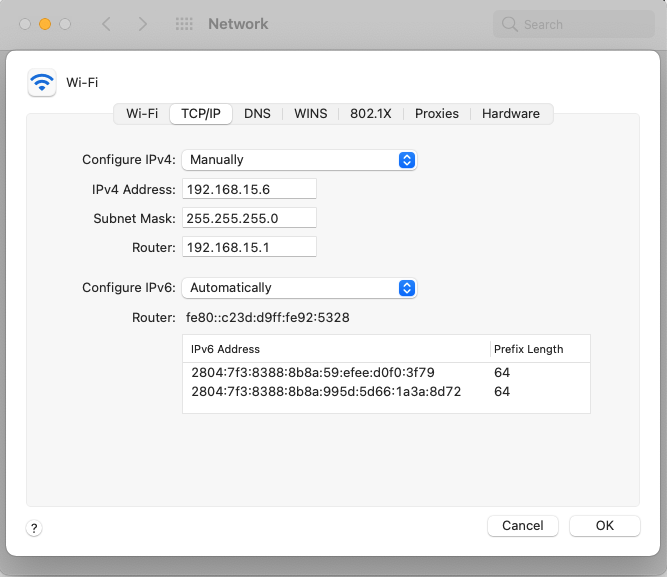 Network
Search
Wi-Fi
Wi-Fi TCP/IP DNS WINS 802.1X Proxies Hardware
Configure IPv4: Manually
IPv4 Address: 192.168.15.6
Subnet Mask: 255.255.255.0
Router: 192.168.15.1
Configure IPv6: Automatically
Router: fe80::c23d:d9ff:fe92:5328
IPv6 Address Prefix Length
2804:7f3:8388:8b8a:59:efee:d0f0:3f79 64
2804:7f3:8388:8b8a:995d:5d66:1a3a:8d72 64
? Cancel OK